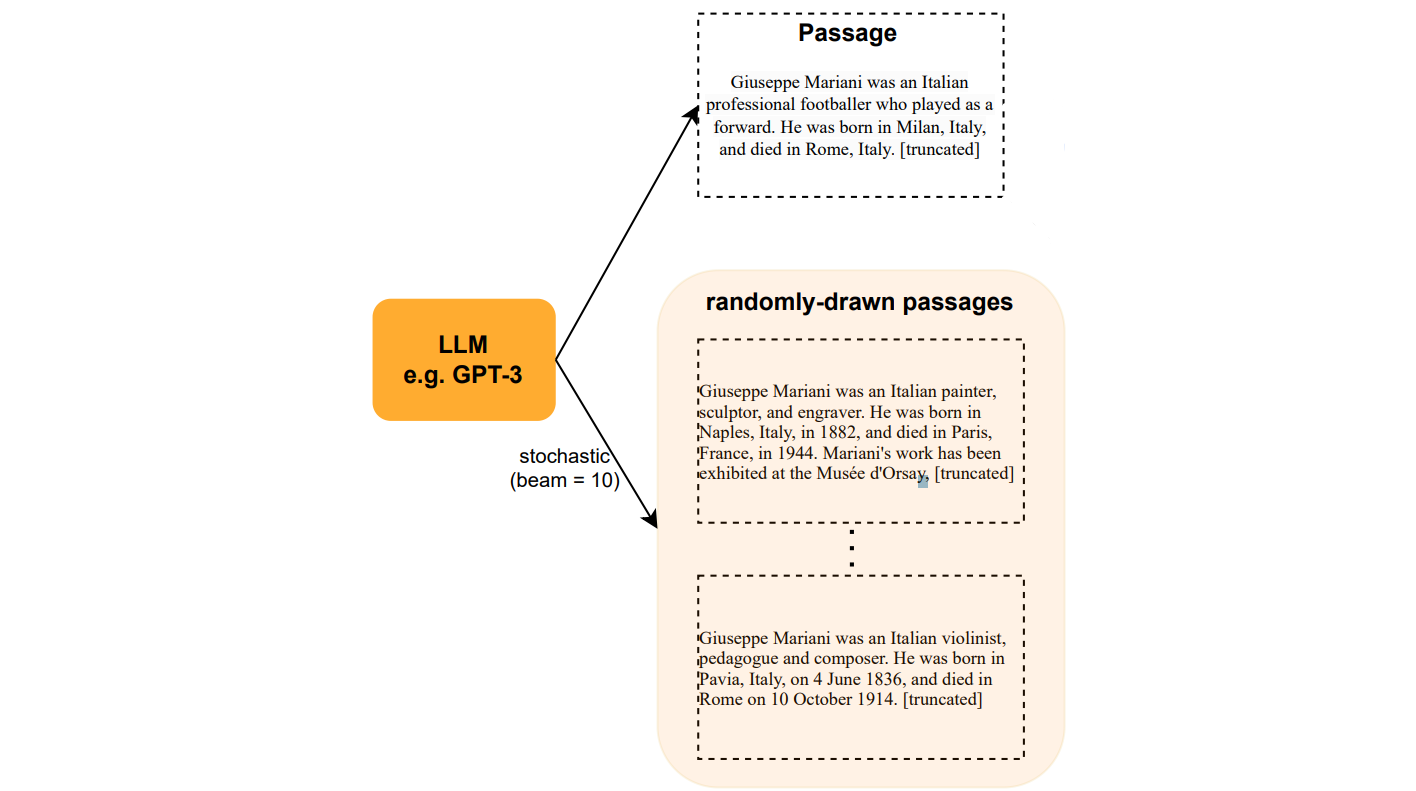 Passage
Giuseppe Mariani was an Italian
professional footballer who played as a
forward. He was born in Milan, Italy,
and died in Rome, Italy. [truncated]
LLM
e.g. GPT-3
stochastic
(beam = 10)
randomly-drawn passages
Giuseppe Mariani was an Italian painter,
sculptor, and engraver. He was born in
Naples, Italy, in 1882, and died in Paris,
France, in 1944. Mariani's work has been
exhibited at the Musée d'Orsay, [truncated]
Giuseppe Mariani was an Italian violinist,
pedagogue and composer. He was born in
Pavia, Italy, on 4 June 1836, and died in
Rome on 10 October 1914. [truncated]